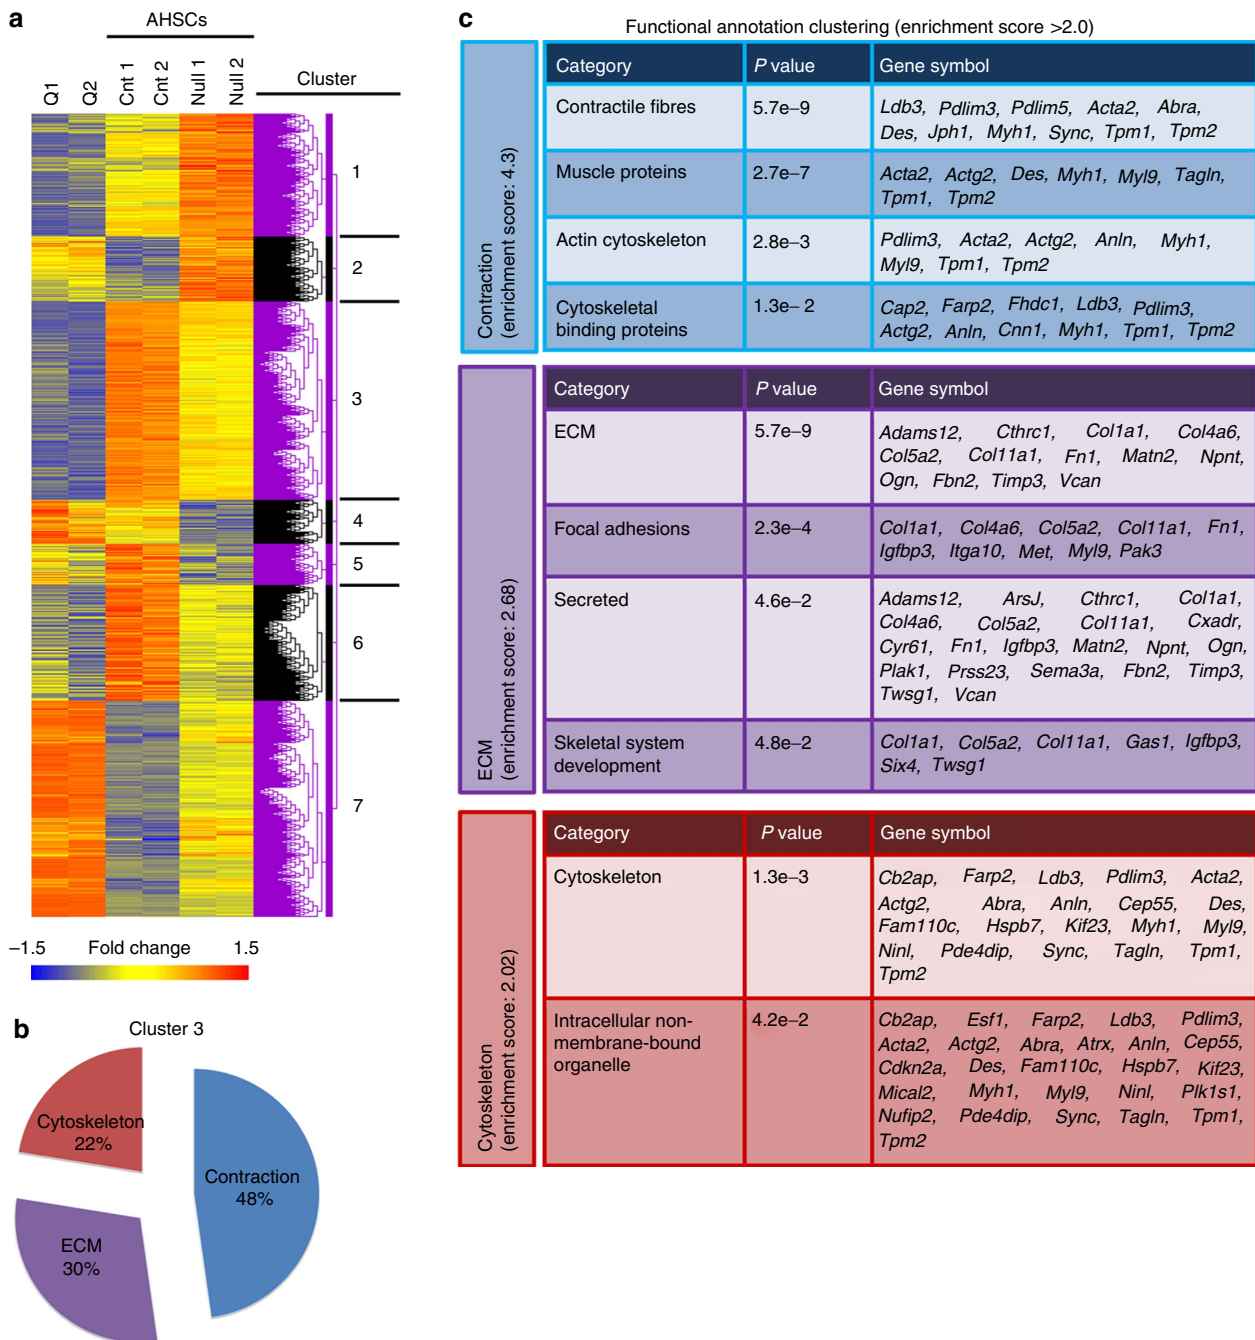 a
AHSCs
Q1
Q2
Cnt 1
Cnt 2
Null 1
Null 2
Cluster
1
2
3
4
5
6
7
–1.5 Fold change 1.5
b
Cluster 3
Cytoskeleton
22%
Contraction
48%
ECM
30%
c
Functional annotation clustering (enrichment score >2.0)
Contraction
(enrichment score: 4.3)
Category P value Gene symbol
Contractile fibres 5.7e–9 Ldb3, Pdlim3, Pdlim5, Acta2, Abra,
Des, Jph1, Myh1, Sync, Tpm1, Tpm2
Muscle proteins 2.7e–7 Acta2, Actg2, Des, Myh1, Myl9, Tagln,
Tpm1, Tpm2
Actin cytoskeleton 2.8e–3 Pdlim3, Acta2, Actg2, Anln, Myh1,
Myl9, Tpm1, Tpm2
Cytoskeletal 1.3e– 2 Cap2, Farp2, Fhdc1, Ldb3, Pdlim3,
binding proteins Actg2, Anln, Cnn1, Myh1, Tpm1, Tpm2
ECM
(enrichment score: 2.68)
Category P value Gene symbol
ECM 5.7e–9 Adams12, Cthrc1, Col1a1, Col4a6,
Col5a2, Col11a1, Fn1, Matn2, Npnt,
Ogn, Fbn2, Timp3, Vcan
Focal adhesions 2.3e–4 Col1a1, Col4a6, Col5a2, Col11a1, Fn1,
Igfbp3, Itga10, Met, Myl9, Pak3
Secreted 4.6e–2 Adams12, ArsJ, Cthrc1, Col1a1,
Col4a6, Col5a2, Col11a1, Cxadr,
Cyr61, Fn1, Igfbp3, Matn2, Npnt, Ogn,
Plak1, Prss23, Sema3a, Fbn2, Timp3,
Twsg1, Vcan
Skeletal system 4.8e–2 Col1a1, Col5a2, Col11a1, Gas1, Igfbp3,
development Six4, Twsg1
Cytoskeleton
(enrichment score: 2.02)
Category P value Gene symbol
Cytoskeleton 1.3e–3 Cb2ap, Farp2, Ldb3, Pdlim3, Acta2,
Actg2, Abra, Anln, Cep55, Des,
Fam110c, Hspb7, Kif23, Myh1, Myl9,
Ninl, Pde4dip, Sync, Tagln, Tpm1,
Tpm2
Intracellular non- 4.2e–2 Cb2ap, Esf1, Farp2, Ldb3, Pdlim3,
membrane-bound Acta2, Actg2, Abra, Atrx, Anln, Cep55,
organelle Cdkn2a, Des, Fam110c, Hspb7, Kif23,
Mical2, Myh1, Myl9, Ninl, Plk1s1,
Nufip2, Pde4dip, Sync, Tagln, Tpm1,
Tpm2